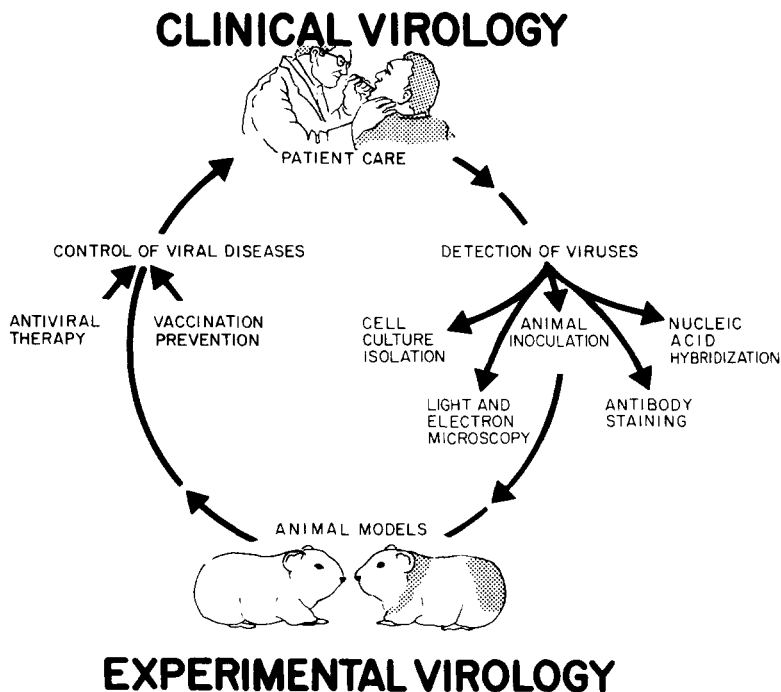 CLINICAL VIROLOGY
PATIENT CARE
CONTROL OF VIRAL DISEASES
ANTIVIRAL
THERAPY
VACCINATION
PREVENTION
DETECTION OF VIRUSES
CELL
CULTURE
ISOLATION
ANIMAL
INOCULATION
NUCLEIC
ACID
HYBRIDIZATION
LIGHT AND
ELECTRON
MICROSCOPY
ANTIBODY
STAINING
ANIMAL MODELS
EXPERIMENTAL VIROLOGY